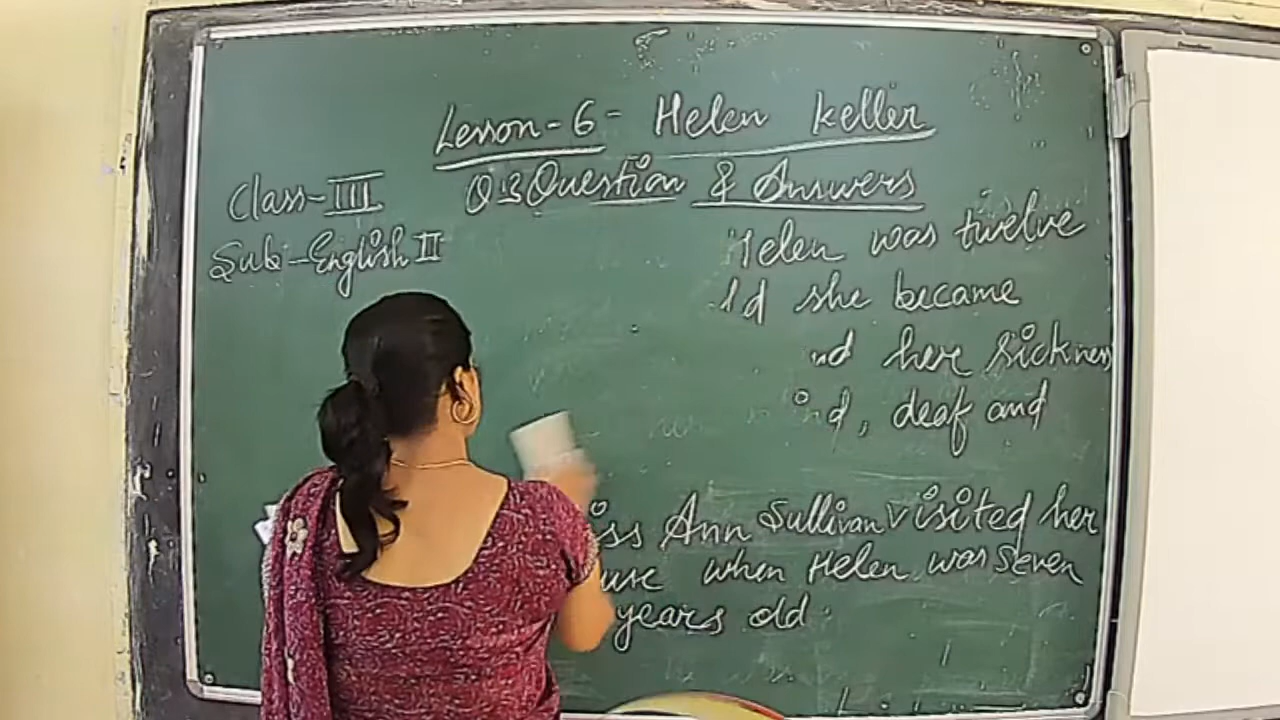 Lesson-6- Helen Keller
Q.3 Question & Answers
Class-III
Sub-English II
Helen was twelve
she became
her sickness
deaf and
Ann Sullivan visited her
when Helen was seven
years old